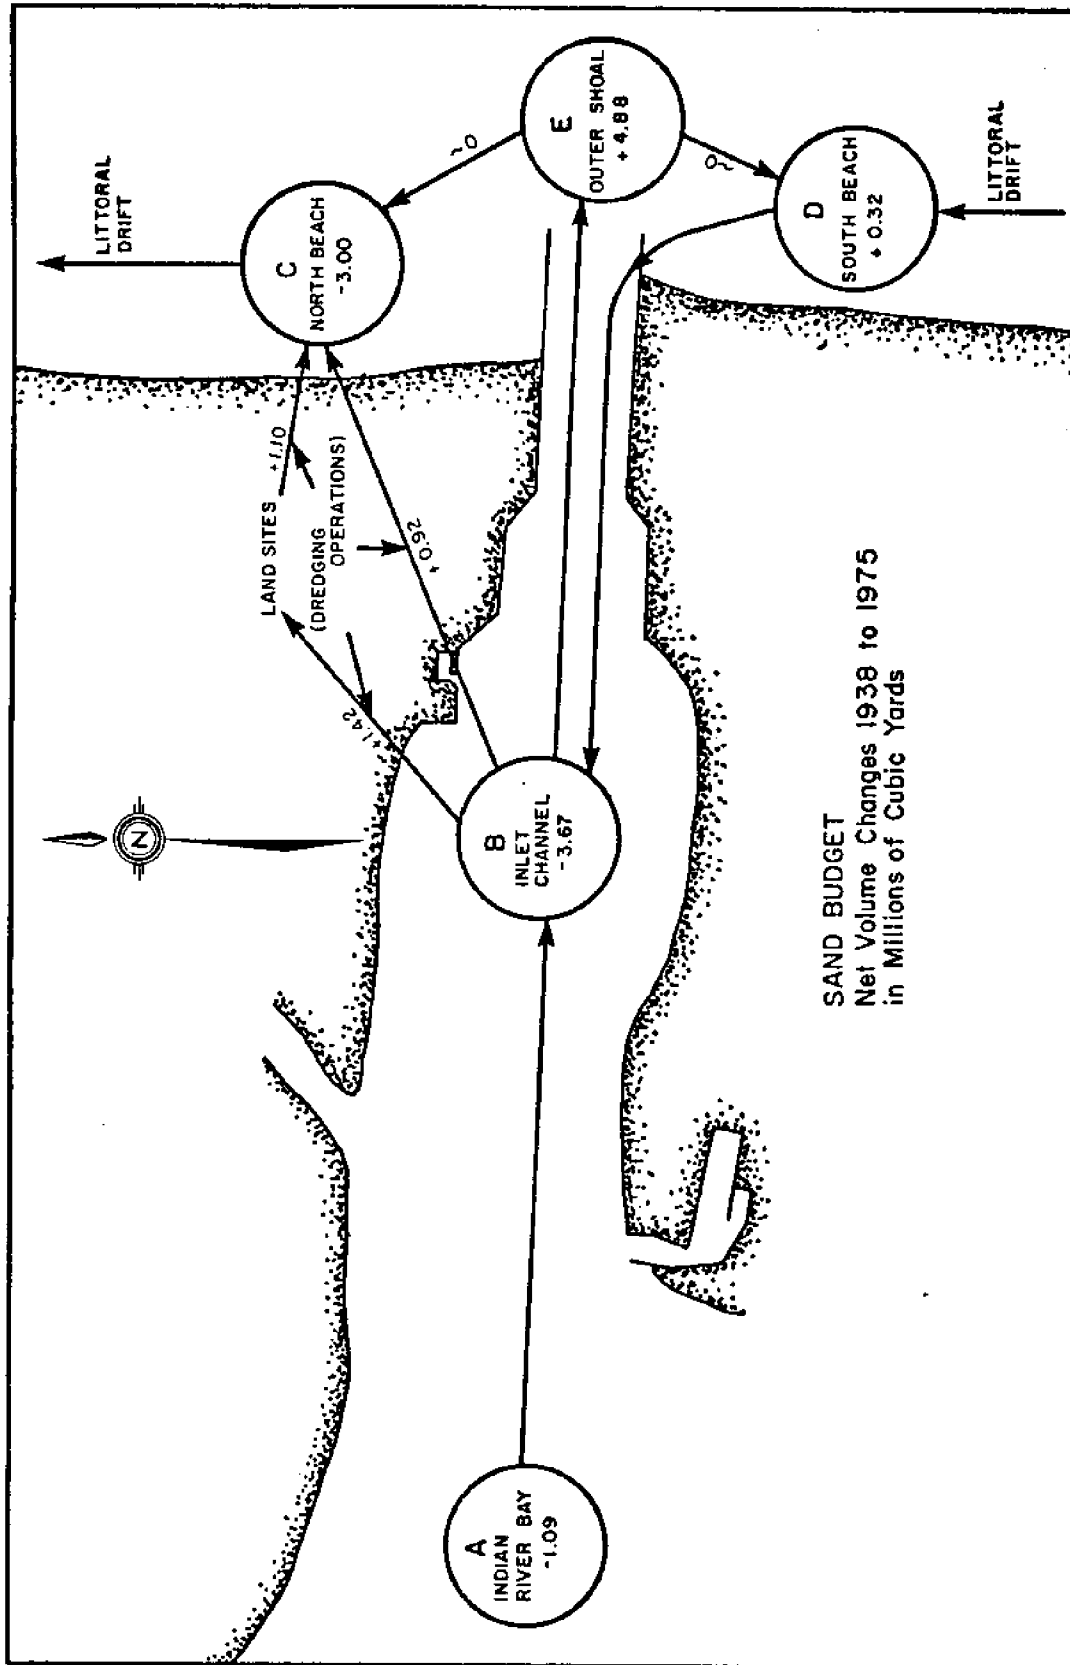 LITTORAL
DRIFT
C
NORTH BEACH
-3.00
~0
E
OUTER SHOAL
+4.88
~0
D
SOUTH BEACH
+0.32
LITTORAL
DRIFT
LAND SITES
+1.10
(DREDGING
OPERATIONS)
+0.92
+1.42
B
INLET
CHANNEL
-3.67
N
A
INDIAN
RIVER BAY
-1.09
SAND BUDGET
Net Volume Changes 1938 to 1975
in Millions of Cubic Yards